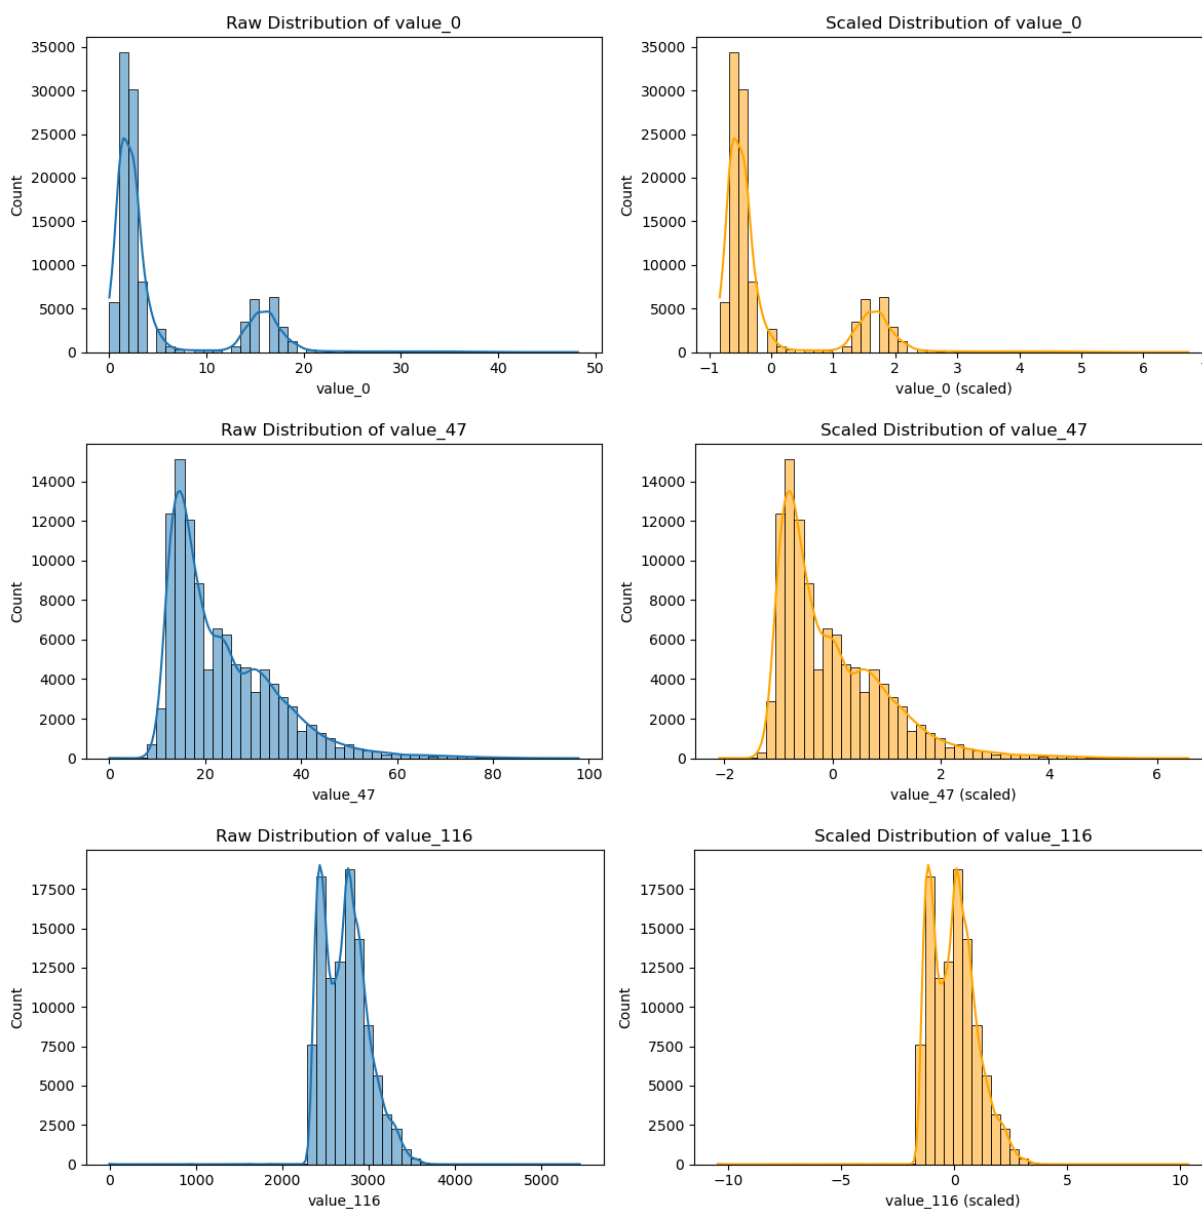 Raw Distribution of value_0
Scaled Distribution of value_0
35000
30000
25000
20000
15000
10000
5000
0
Count
0 10 20 30 40 50
value_0
35000
30000
25000
20000
15000
10000
5000
0
Count
−1 0 1 2 3 4 5 6
value_0 (scaled)
Raw Distribution of value_47
Scaled Distribution of value_47
14000
12000
10000
8000
6000
4000
2000
0
Count
0 20 40 60 80 100
value_47
14000
12000
10000
8000
6000
4000
2000
0
Count
−2 0 2 4 6
value_47 (scaled)
Raw Distribution of value_116
Scaled Distribution of value_116
17500
15000
12500
10000
7500
5000
2500
0
Count
0 1000 2000 3000 4000 5000
value_116
17500
15000
12500
10000
7500
5000
2500
0
Count
−10 −5 0 5 10
value_116 (scaled)